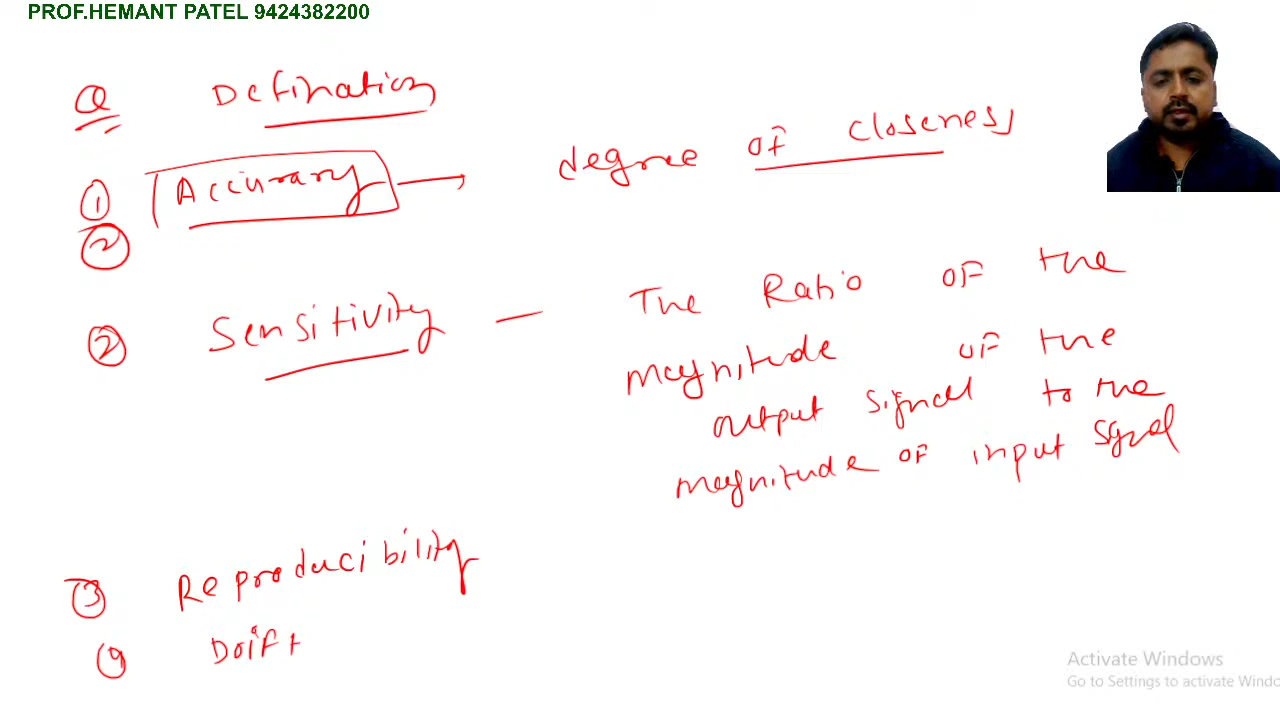 PROF.HEMANT PATEL 9424382200
Q Defination
① Accuracy → degree of closeness
②
② Sensitivity — The Ratio of the
magnitude of the
output signal to the
magnitude of input signal
③ Reproducibility
④ Drift
Activate Windows
Go to Settings to activate Windo